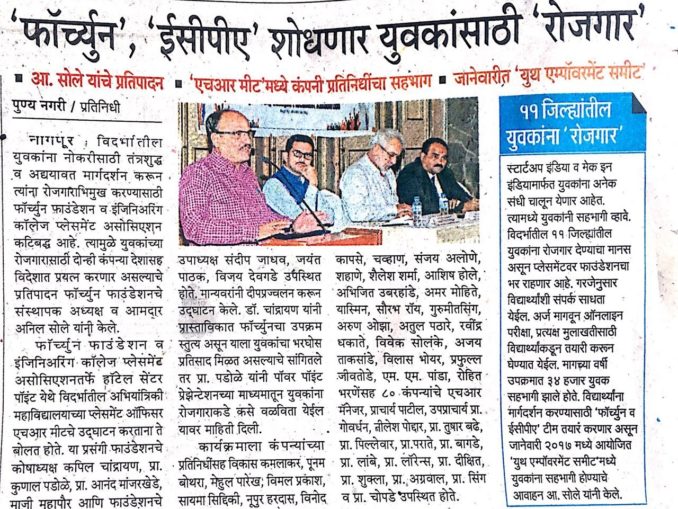 'फॉर्च्युन', 'ईसीपीए' शोधणार युवकांसाठी 'रोजगार'
■ आ. सोले यांचे प्रतिपादन ■ 'एचआर मीट'मध्ये कंपनी प्रतिनिधींचा सहभाग ■ जानेवारीत 'युथ एम्पॉवरमेंट समीट'
पुण्य नगरी / प्रतिनिधी
नागपूर : विदर्भातील
युवकांना नोकरीसाठी तंत्रशुद्ध
व अद्ययावत मार्गदर्शन करून
त्यांना रोजगाराभिमुख करण्यासाठी
फॉर्च्युन फाउंडेशन व इंजिनिअरिंग
कॉलेज प्लेसमेंट असोसिएशन
कटिबद्ध आहे. त्यामुळे युवकांच्या
रोजगारासाठी दोन्ही कंपन्या देशासह
विदेशात प्रयत्न करणार असल्याचे
प्रतिपादन फॉर्च्युन फाउंडेशनचे
संस्थापक अध्यक्ष व आमदार
अनिल सोले यांनी केले.
फॉर्च्युन फाउंडेशन व
इंजिनिअरिंग कॉलेज प्लेसमेंट
असोसिएशनतर्फे हॉटेल सेंटर
पॉइंट येथे विदर्भातील अभियांत्रिकी
महाविद्यालयाच्या प्लेसमेंट ऑफिसर
एचआर मीटचे उद्घाटन करताना ते
बोलत होते. या प्रसंगी फाउंडेशनचे
कोषाध्यक्ष कपिल चांद्रायण, प्रा.
कुणाल पडोळे, प्रा. आनंद मांजरखेडे,
माजी महापौर आणि फाउंडेशनचे
उपाध्यक्ष संदीप जाधव, जयंत
पाठक, विजय देवगडे उपस्थित
होते. मान्यवरांनी दीपप्रज्वलन करून
उद्घाटन केले. डॉ. चांद्रायण यांनी
प्रास्ताविकात फॉर्च्युनचा उपक्रम
स्तुत्य असून याला युवकांचा भरघोस
प्रतिसाद मिळत असल्याचे सांगितले
तर प्रा. पडोळे यांनी पॉवर पॉइंट
प्रेझेन्टेशनच्या माध्यमातून युवकांना
रोजगाराकडे कसे वळविता येईल
यावर माहिती दिली.
कार्यक्रमाला कंपन्यांच्या
प्रतिनिधींसह विकास कमलाकर, पूनम
बोथरा, मेहुल पारेख, विमल प्रकाश,
सायमा सिद्दिकी, नूपुर हरदास, विनोद
कापसे, चव्हाण, संजय अलोणे,
शहाणे, शैलेश शर्मा, आशिष होले,
अभिजित उबरहांडे, अमर मोहिते,
यास्मिन, सौरभ रॉय, गुरुमीतसिंग,
अरुण ओझा, अतुल पठारे, रवींद्र
धकाते, विवेक सोळंके, अजय
ताकसांडे, विलास भोयर, प्रफुल्ल
जीवतोडे, एम. एम. पांडा, रोहित
भरणेंसह ८० कंपन्यांचे एचआर
मॅनेजर, प्राचार्य पाटील, उपप्राचार्य प्रा.
गोवर्धन, धीलेश पोद्दार, प्रा. तुषार बढे,
प्रा. पिल्लेवार, प्रा.पराते, प्रा. बागडे,
प्रा. लांबे, प्रा. लॉरेन्स, प्रा. दीक्षित,
प्रा. शुक्ला, प्रा. अग्रवाल, प्रा. सिंग
व प्रा. चोपडे उपस्थित होते.
११ जिल्ह्यांतील
युवकांना 'रोजगार'
स्टार्टअप इंडिया व मेक इन
इंडियामार्फत युवकांना अनेक
संधी चालून येणार आहेत.
त्यामध्ये युवकांनी सहभागी व्हावे.
विदर्भातील ११ जिल्ह्यांतील
युवकांना रोजगार देण्याचा मानस
असून प्लेसमेंटवर फाउंडेशनचा
भर राहणार आहे. गरजेनुसार
विद्यार्थ्यांशी संपर्क साधता
येईल. अर्ज मागवून ऑनलाइन
परीक्षा, प्रत्यक्ष मुलाखतीसाठी
विद्यार्थ्यांकडून तयारी करून
घेण्यात येईल. मागच्या वर्षी
उपक्रमात ३४ हजार युवक
सहभागी झाले होते. विद्यार्थ्यांना
मार्गदर्शन करण्यासाठी 'फॉर्च्युन व
ईसीपीए' टीम तयार्र करणार असून
जानेवारी २०१७ मध्ये आयोजित
'युथ एम्पॉवरमेंट समीट'मध्ये
युवकांना सहभागी होण्याचे
आवाहन आ. सोले यांनी केले.